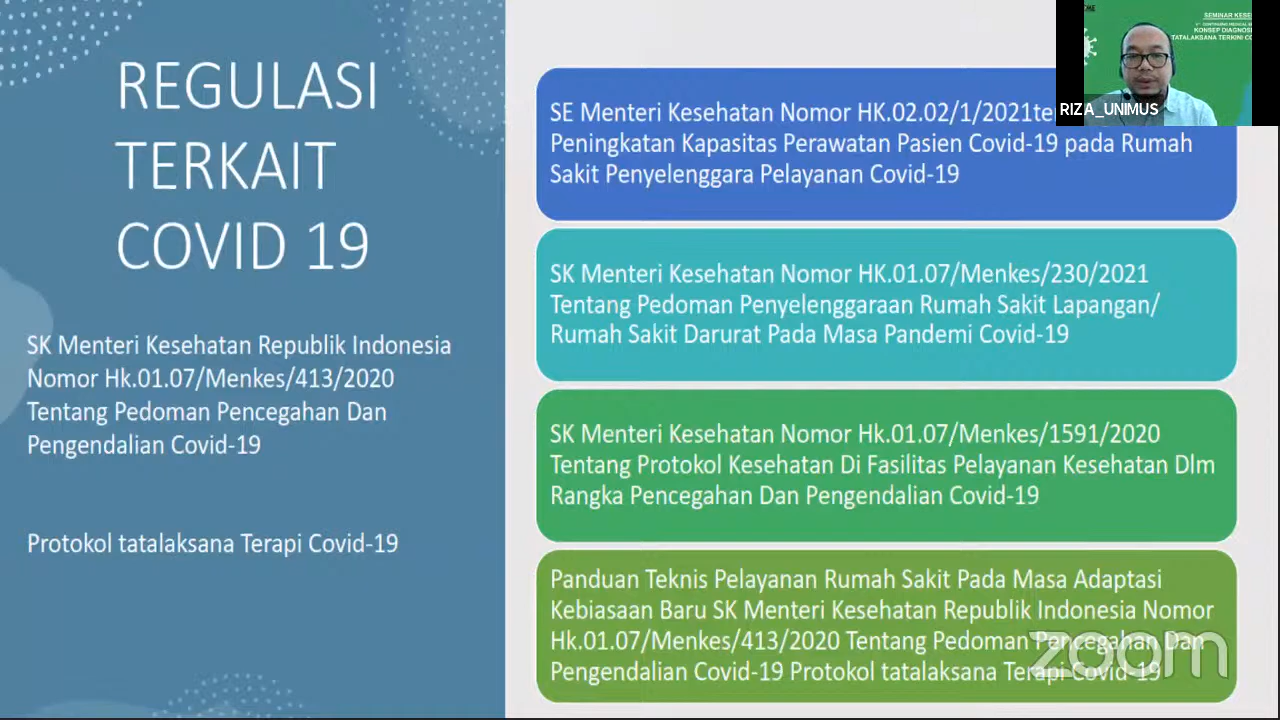 REGULASI
TERKAIT
COVID 19
SK Menteri Kesehatan Republik Indonesia
Nomor Hk.01.07/Menkes/413/2020
Tentang Pedoman Pencegahan Dan
Pengendalian Covid-19
Protokol tatalaksana Terapi Covid-19
SE Menteri Kesehatan Nomor HK.02.02/1/2021
Peningkatan Kapasitas Perawatan Pasien Covid-19 pada Rumah
Sakit Penyelenggara Pelayanan Covid-19
SK Menteri Kesehatan Nomor HK.01.07/Menkes/230/2021
Tentang Pedoman Penyelenggaraan Rumah Sakit Lapangan/
Rumah Sakit Darurat Pada Masa Pandemi Covid-19
SK Menteri Kesehatan Nomor Hk.01.07/Menkes/1591/2020
Tentang Protokol Kesehatan Di Fasilitas Pelayanan Kesehatan Dlm
Rangka Pencegahan Dan Pengendalian Covid-19
Panduan Teknis Pelayanan Rumah Sakit Pada Masa Adaptasi
Kebiasaan Baru SK Menteri Kesehatan Republik Indonesia Nomor
Hk.01.07/Menkes/413/2020 Tentang Pedoman Pencegahan Dan
Pengendalian Covid-19 Protokol tatalaksana Terapi Covid-19
SEMINAR
KONSEP
TATALAKSANA TERKINI
RIZA_UNIMUS
zoom